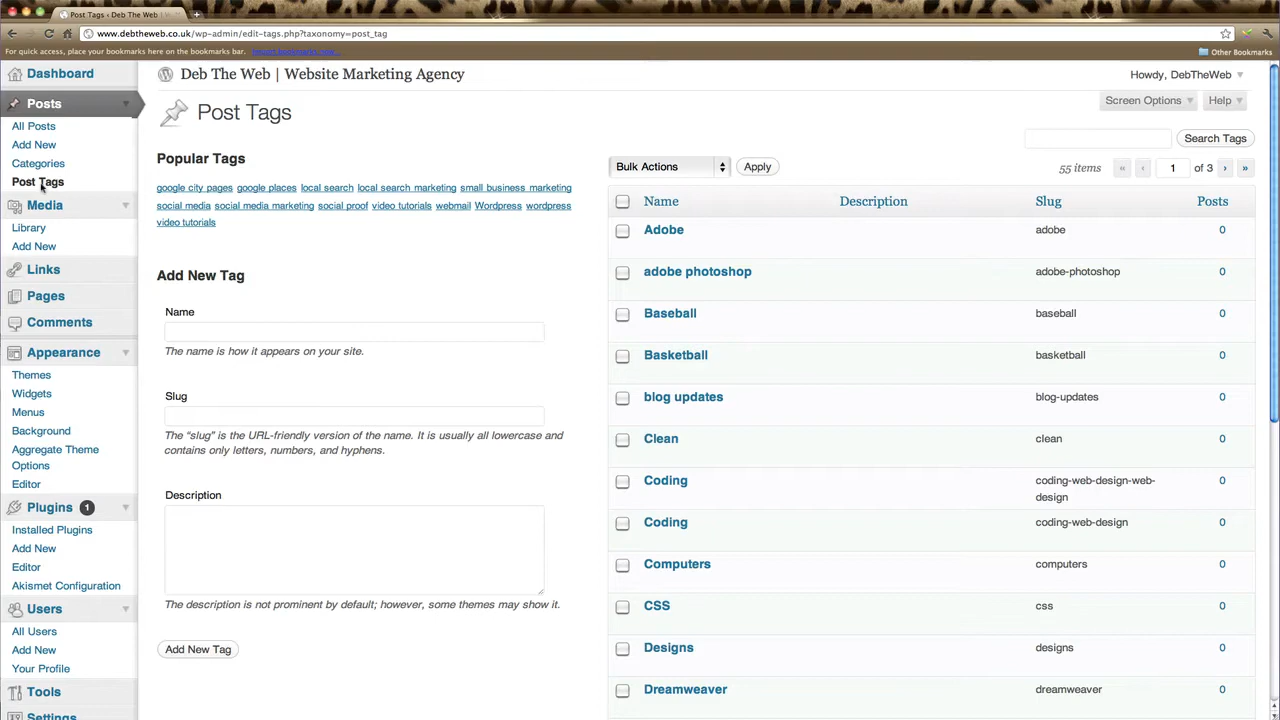 Post Tags ‹ Deb The Web | W
www.debtheweb.co.uk/wp-admin/edit-tags.php?taxonomy=post_tag
For quick access, place your bookmarks here on the bookmarks bar. Import bookmarks now...
Other Bookmarks
Dashboard
Posts
All Posts
Add New
Categories
Post Tags
Media
Library
Add New
Links
Pages
Comments
Appearance
Themes
Widgets
Menus
Background
Aggregate Theme
Options
Editor
Plugins 1
Installed Plugins
Add New
Editor
Akismet Configuration
Users
All Users
Add New
Your Profile
Tools
Settings
Deb The Web | Website Marketing Agency
Howdy, DebTheWeb
Screen Options
Help
Post Tags
Search Tags
Popular Tags
google city pages google places local search local search marketing small business marketing
social media social media marketing social proof video tutorials webmail Wordpress wordpress
video tutorials
Add New Tag
Name
The name is how it appears on your site.
Slug
The “slug” is the URL-friendly version of the name. It is usually all lowercase and
contains only letters, numbers, and hyphens.
Description
The description is not prominent by default; however, some themes may show it.
Add New Tag
Bulk Actions Apply
55 items « ‹ 1 of 3 › »
Name Description Slug Posts
Adobe adobe 0
adobe photoshop adobe-photoshop 0
Baseball baseball 0
Basketball basketball 0
blog updates blog-updates 0
Clean clean 0
Coding coding-web-design-web- 0
design
Coding coding-web-design 0
Computers computers 0
CSS css 0
Designs designs 0
Dreamweaver dreamweaver 0